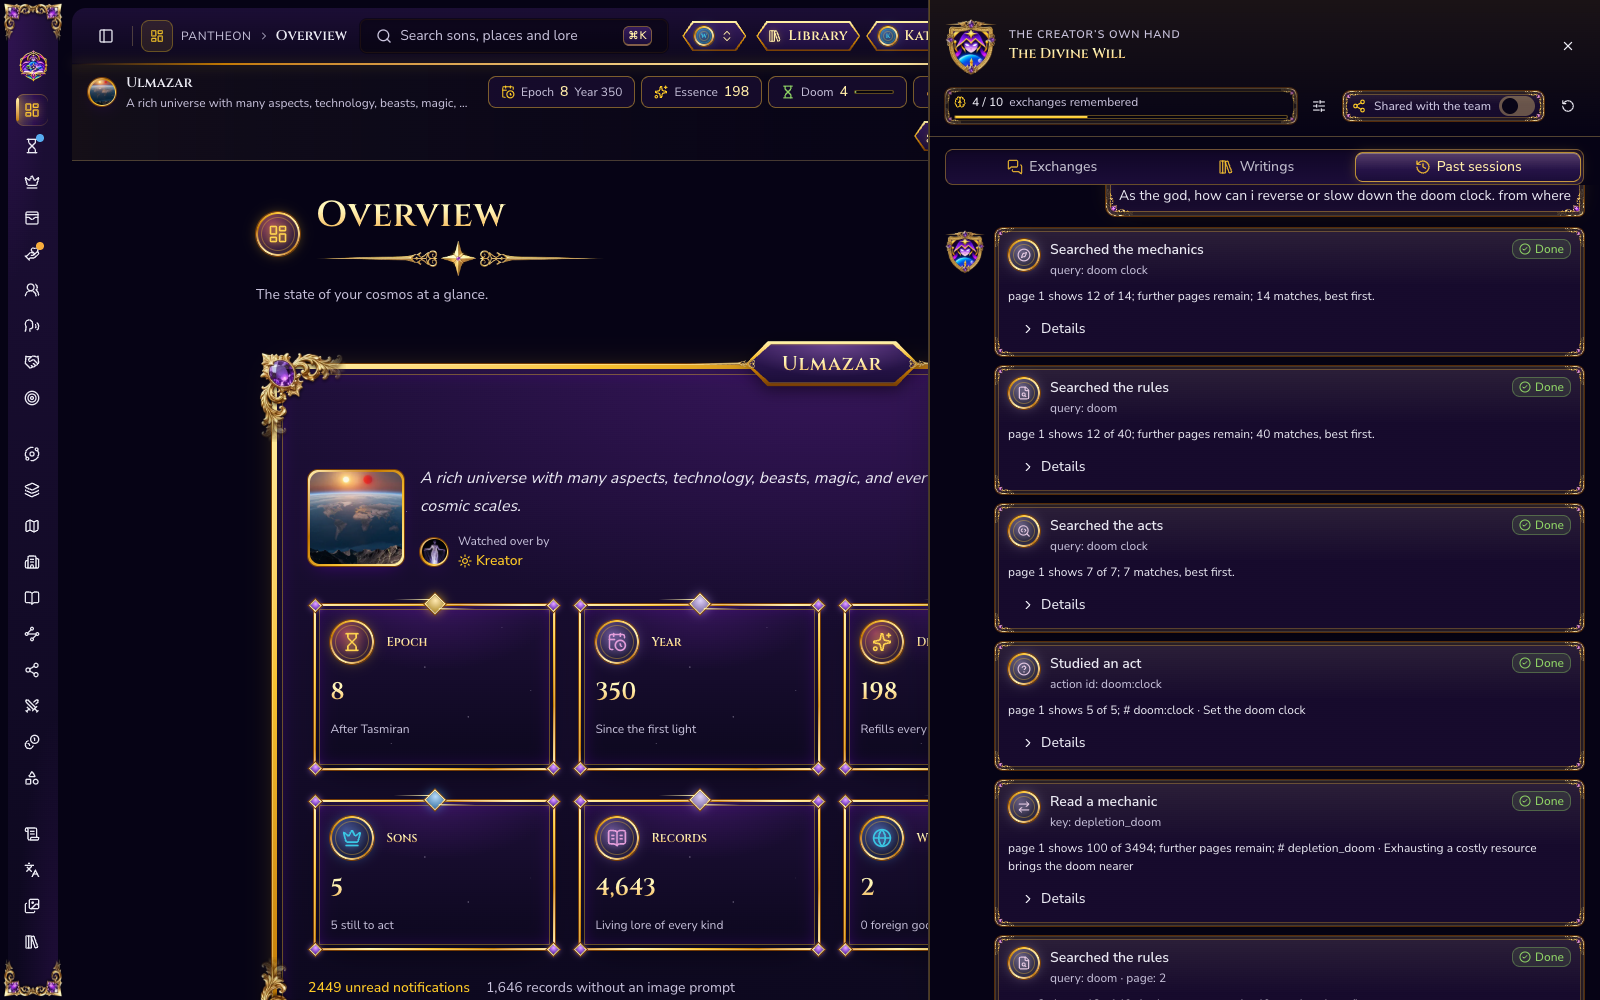 PANTHEON > OVERVIEW
Search sons, places and lore
⌘K
LIBRARY
ULMAZAR
A rich universe with many aspects, technology, beasts, magic, ...
Epoch 8 Year 350
Essence 198
Doom 4
OVERVIEW
The state of your cosmos at a glance.
ULMAZAR
A rich universe with many aspects, technology, beasts, magic, and
cosmic scales.
Watched over by
Kreator
EPOCH
8
After Tasmiran
YEAR
350
Since the first light
198
Refills every
SONS
5
5 still to act
RECORDS
4,643
Living lore of every kind
2
0 foreign
2449 unread notifications
1,646 records without an image prompt
THE CREATOR'S OWN HAND
THE DIVINE WILL
4 / 10 exchanges remembered
Shared with the team
Exchanges
Writings
Past sessions
As the god, how can i reverse or slow down the doom clock. from where
Searched the mechanics
Done
query: doom clock
page 1 shows 12 of 14; further pages remain; 14 matches, best first.
Details
Searched the rules
Done
query: doom
page 1 shows 12 of 40; further pages remain; 40 matches, best first.
Details
Searched the acts
Done
query: doom clock
page 1 shows 7 of 7; 7 matches, best first.
Details
Studied an act
Done
action id: doom:clock
page 1 shows 5 of 5; # doom:clock · Set the doom clock
Details
Read a mechanic
Done
key: depletion_doom
page 1 shows 100 of 3494; further pages remain; # depletion_doom · Exhausting a costly resource
brings the doom nearer
Details
Searched the rules
Done
query: doom · page: 2